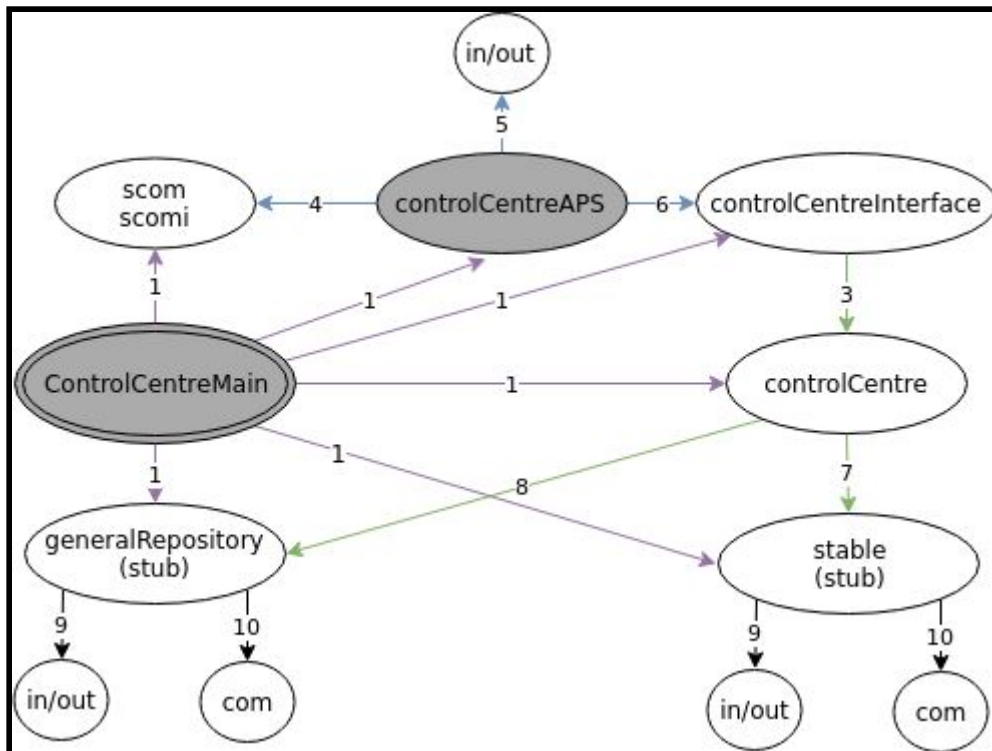 in/out
5
scom
scomi
4
controlCentreAPS
6
controlCentreInterface
1
1
1
3
ControlCentreMain
1
controlCentre
1
1
7
8
generalRepository
(stub)
stable
(stub)
9
10
9
10
in/out
com
in/out
com